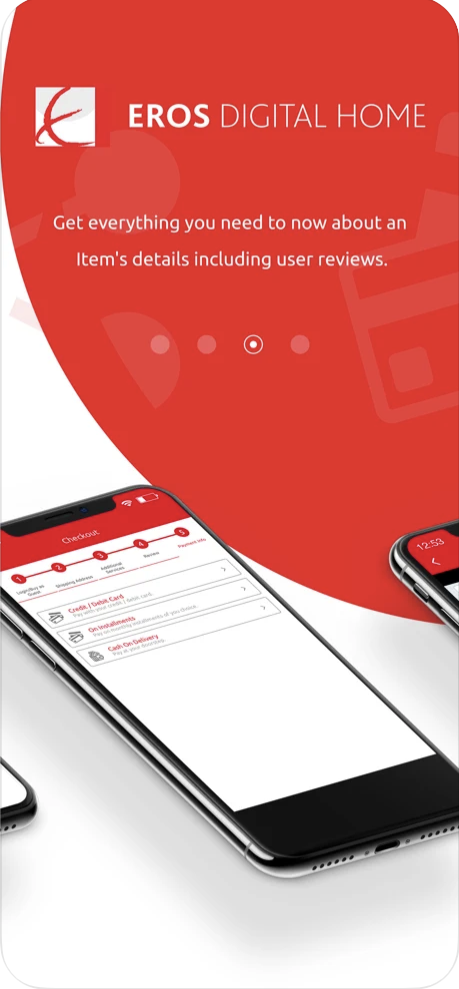 EROS DIGITAL HOME
Get everything you need to now about an
Item's details including user reviews.
Checkout
1 2 3 4 5
Login/Buy as Guest
Shipping Address
Additional Services
Review
Payment Info
Credit / Debit Card
Pay with your credit / debit card.
On Installments
Pay on monthly installments at you choice.
Cash On Delivery
Pay at your doorstep.
12:53